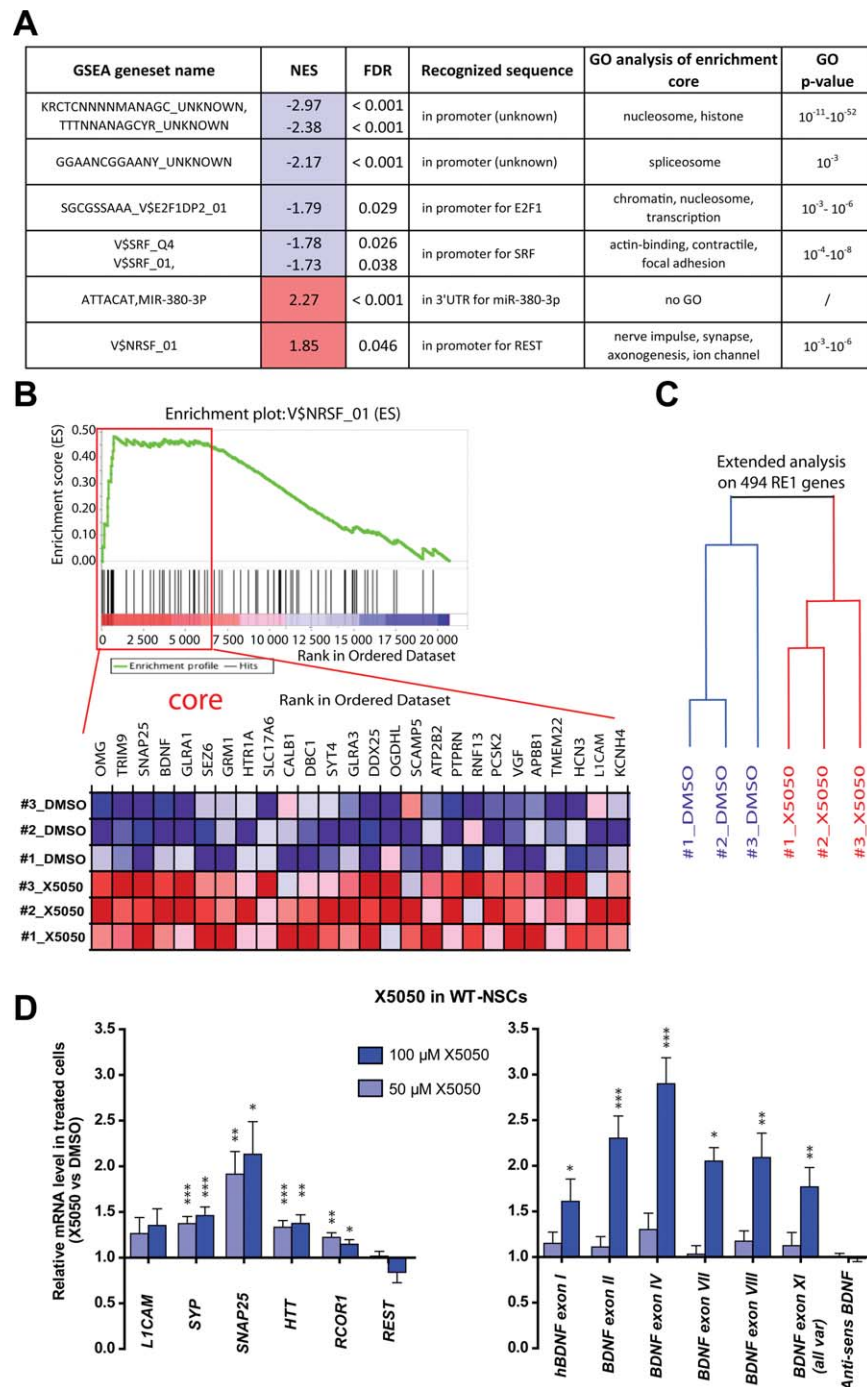 A
GSEA geneset name NES FDR Recognized sequence GO analysis of enrichment core GO p-value
KRCTCNNNNMANAGC_UNKNOWN, -2.97 < 0.001
TTTNNANAGCYR_UNKNOWN -2.38 < 0.001 in promoter (unknown) nucleosome, histone 10-11-10-52
GGAANCGGAANY_UNKNOWN -2.17 < 0.001 in promoter (unknown) spliceosome 10-3
SGCGSSAAA_V$E2F1DP2_01 -1.79 0.029 in promoter for E2F1 chromatin, nucleosome, transcription 10-3- 10-6
V$SRF_Q4 -1.78 0.026
V$SRF_01, -1.73 0.038 in promoter for SRF actin-binding, contractile, focal adhesion 10-4-10-8
ATTACAT,MIR-380-3P 2.27 < 0.001 in 3'UTR for miR-380-3p no GO /
V$NRSF_01 1.85 0.046 in promoter for REST nerve impulse, synapse, axonogenesis, ion channel 10-3-10-6
B
Enrichment plot:V$NRSF_01 (ES)
Enrichment score (ES)
0.50
0.40
0.30
0.20
0.10
0.00
0 2 500 5 000 7 500 10 000 12 500 15 000 17 500 20 000
Rank in Ordered Dataset
Enrichment profile Hits
core Rank in Ordered Dataset
OMG TRIM9 SNAP25 BDNF GLRA1 SEZ6 GRM1 HTR1A SLC17A6 CALB1 DBC1 SYT4 GLRA3 DDX25 OGDHL SCAMP5 ATP2B2 PTPRN RNF13 PCSK2 VGF APBB1 TMEM22 HCN3 L1CAM KCNH4
#3_DMSO
#2_DMSO
#1_DMSO
#3_X5050
#2_X5050
#1_X5050
C
Extended analysis
on 494 RE1 genes
#1_DMSO #2_DMSO #3_DMSO #1_X5050 #2_X5050 #3_X5050
D
X5050 in WT-NSCs
Relative mRNA level in treated cells
(X5050 vs DMSO)
3.5
3.0
2.5
2.0
1.5
1.0
0.5
100 µM X5050
50 µM X5050
*** *** ** * *** ** ** *
L1CAM SYP SNAP25 HTT RCOR1 REST
3.5
3.0
2.5
2.0
1.5
1.0
0.5
* *** *** * ** **
hBDNF exon I
BDNF exon II
BDNF exon IV
BDNF exon VII
BDNF exon VIII
BDNF exon XI
(all var)
Anti-sens BDNF